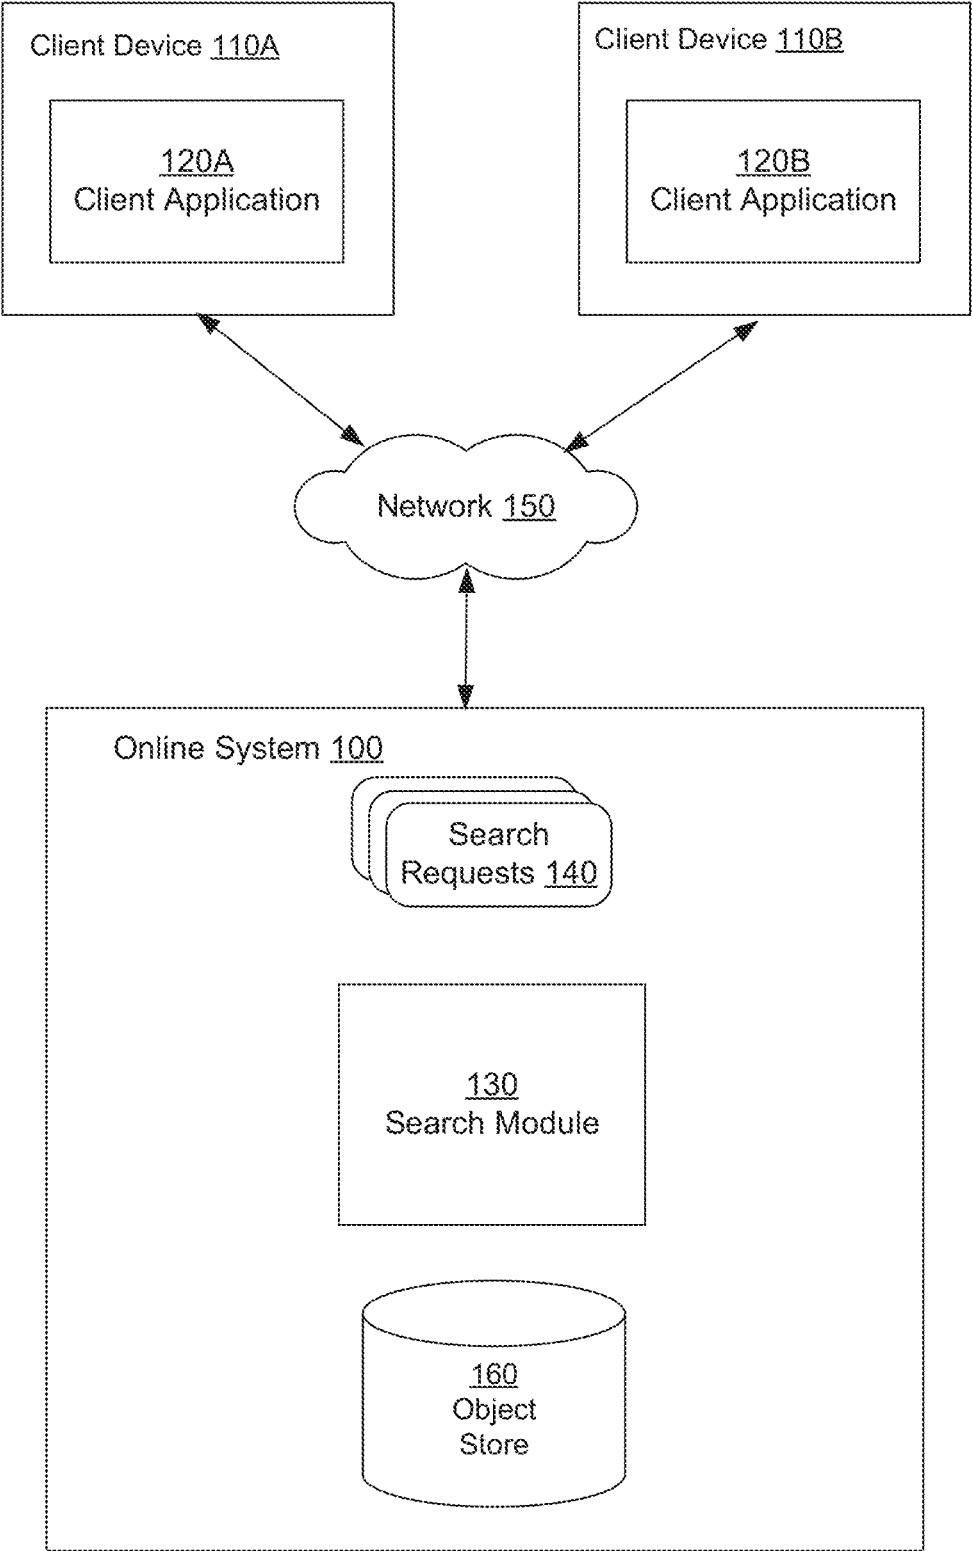 Client Device 110A
120A
Client Application
Client Device 110B
120B
Client Application
Network 150
Online System 100
Search
Requests 140
130
Search Module
160
Object
Store